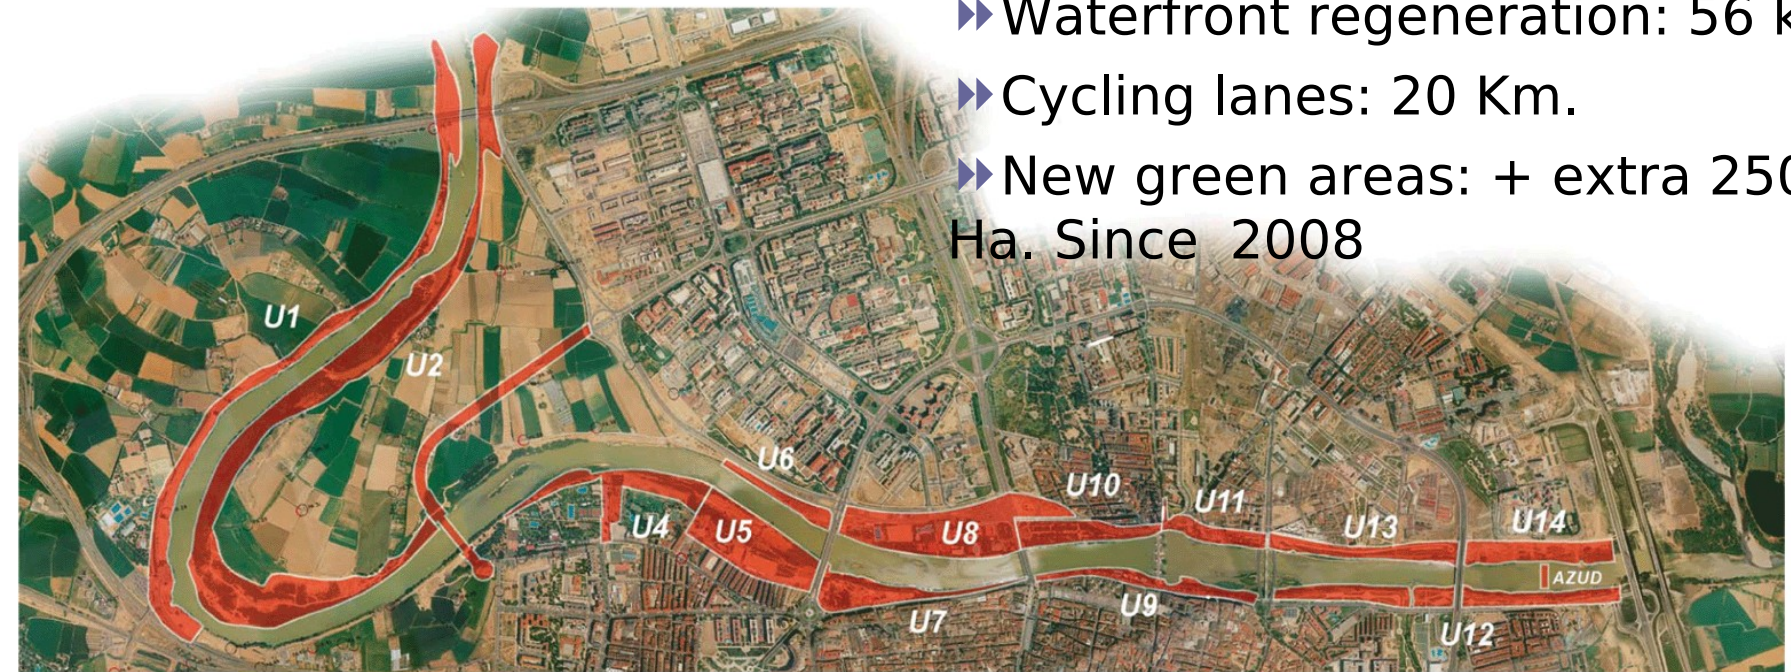 Waterfront regeneration: 56 k
Cycling lanes: 20 Km.
New green areas: + extra 250
Ha. Since 2008
U1
U2
U6
U10
U11
U4
U5
U8
U13
U14
AZUD
U9
U7
U12